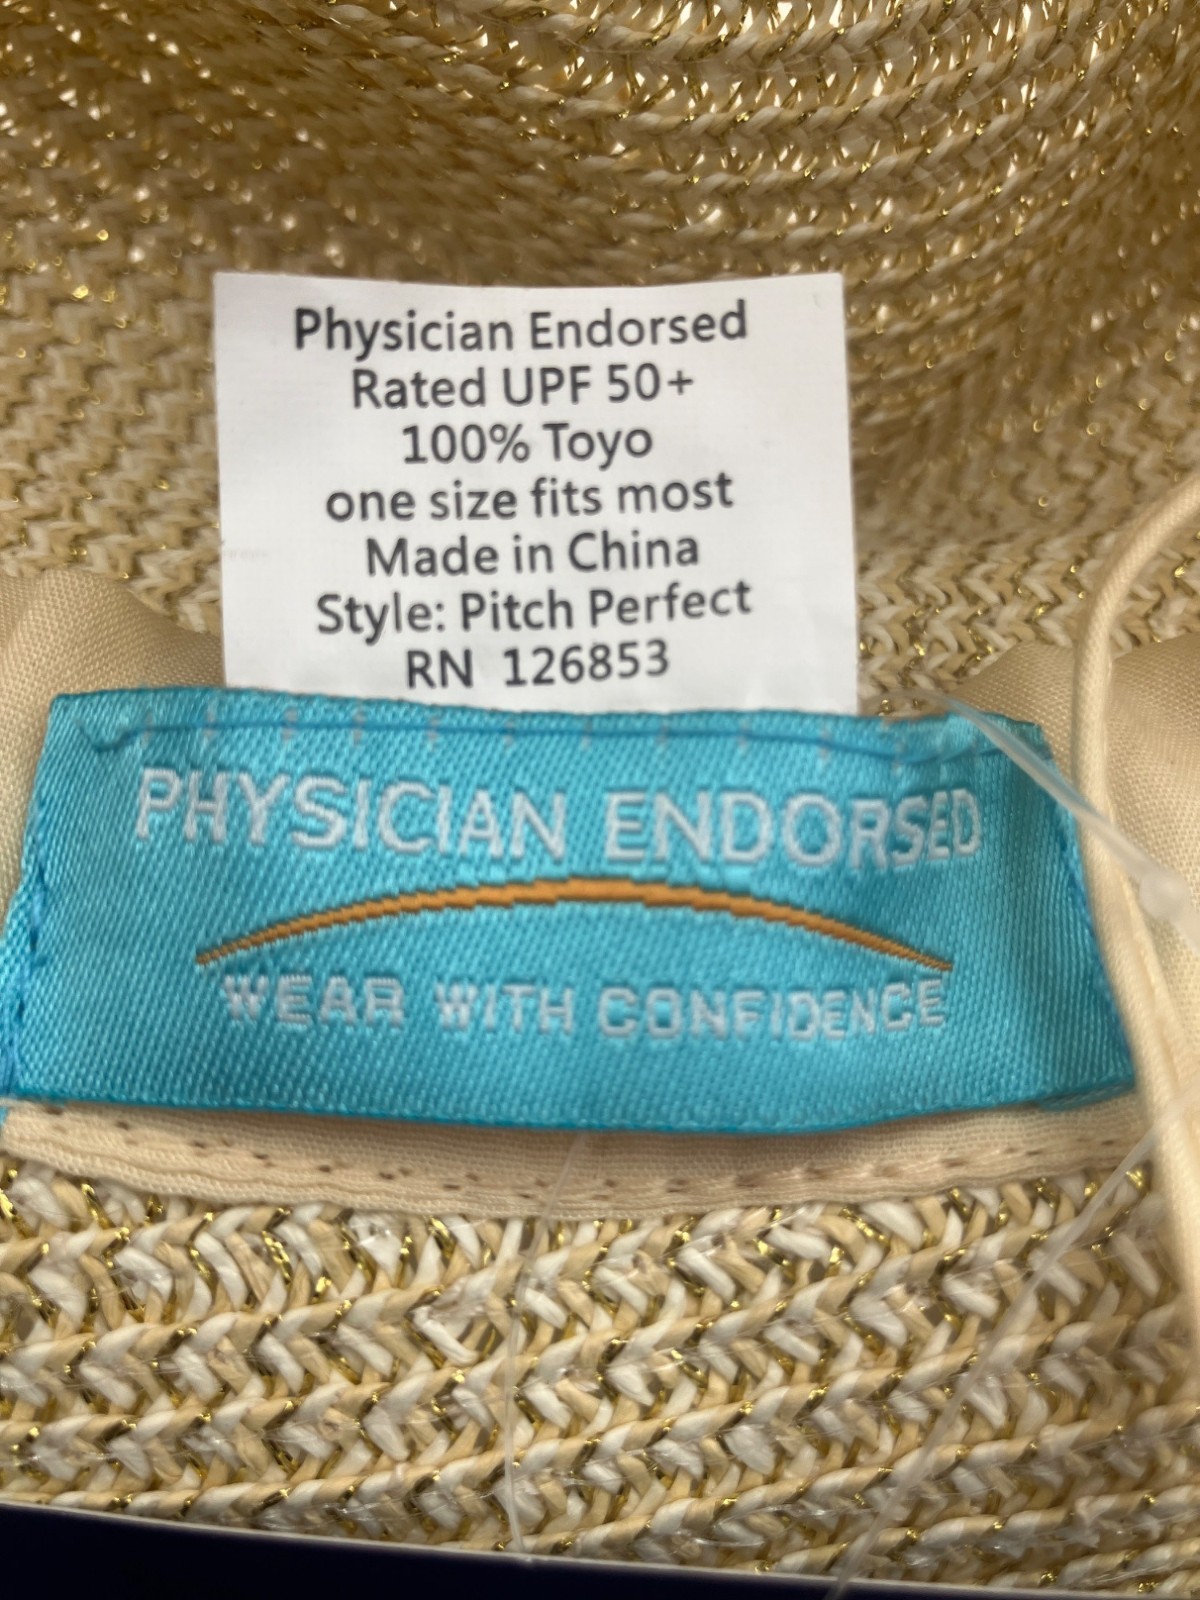 Physician Endorsed
Rated UPF 50+
100% Toyo
one size fits most
Made in China
Style: Pitch Perfect
RN 126853
PHYSICIAN ENDORSED
WEAR WITH CONFIDENCE